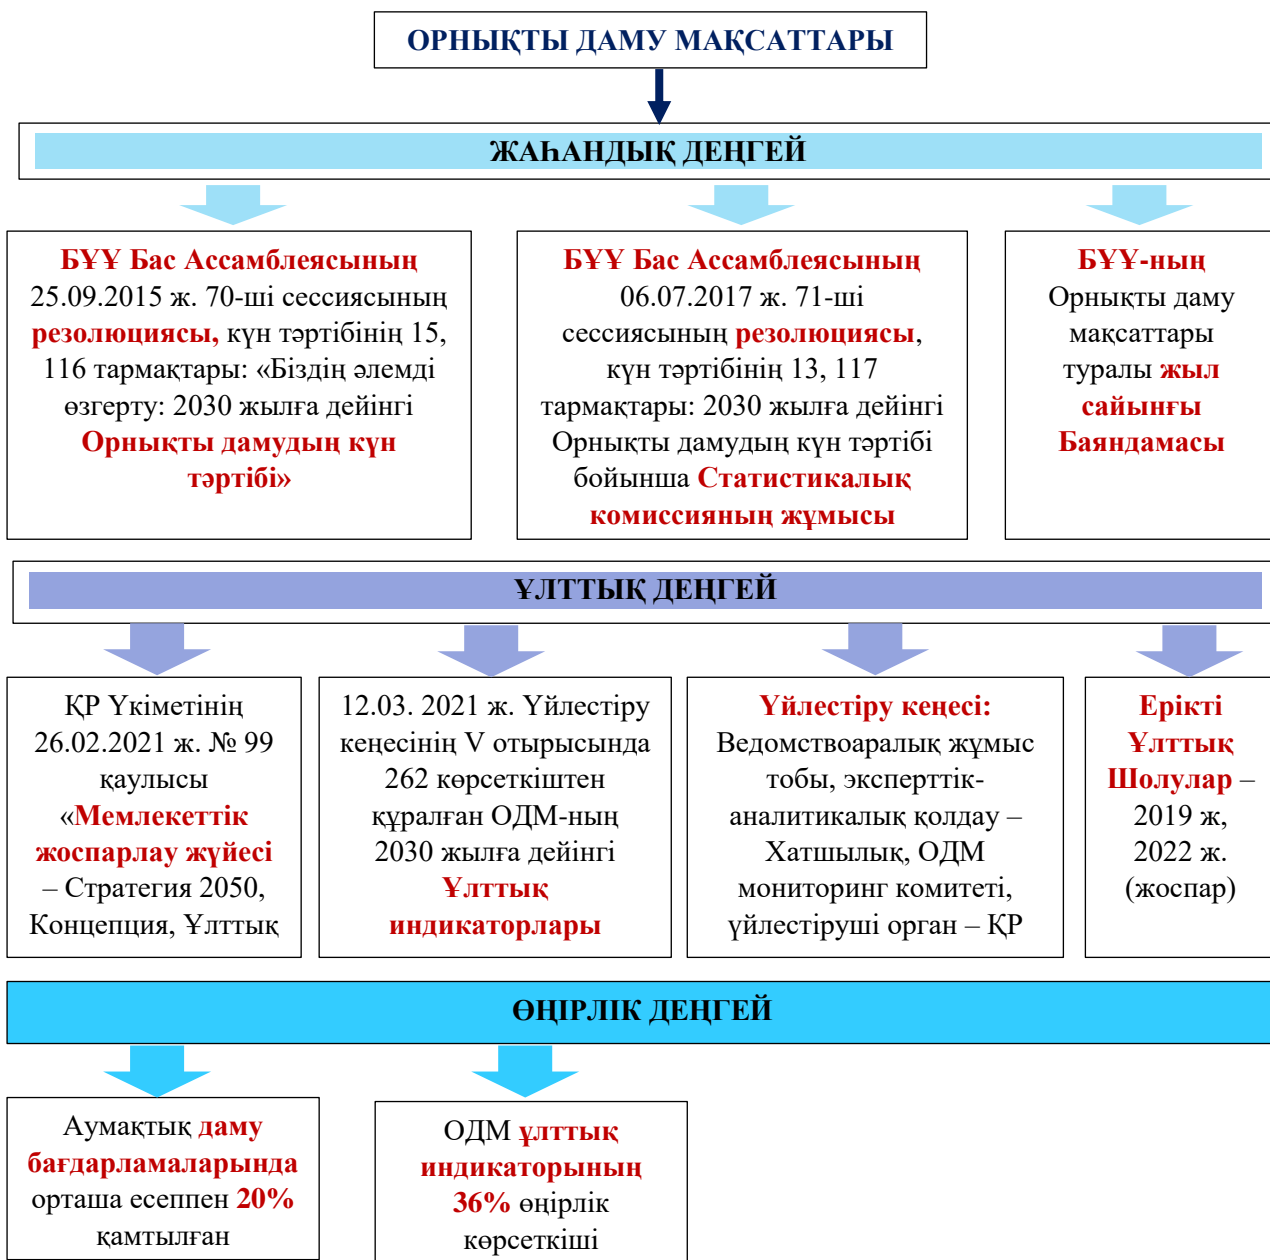 ОРНЫҚТЫ ДАМУ МАҚСАТТАРЫ
ЖАҺАНДЫҚ ДЕҢГЕЙ
БҰҰ Бас Ассамблеясының
25.09.2015 ж. 70-ші сессиясының
резолюциясы, күн тәртібінің 15,
116 тармақтары: «Біздің әлемді
өзгерту: 2030 жылға дейінгі
Орнықты дамудың күн
тәртібі»
БҰҰ Бас Ассамблеясының
06.07.2017 ж. 71-ші
сессиясының резолюциясы,
күн тәртібінің 13, 117
тармақтары: 2030 жылға дейінгі
Орнықты дамудың күн тәртібі
бойынша Статистикалық
комиссияның жұмысы
БҰҰ-ның
Орнықты даму
мақсаттары
туралы жыл
сайынғы
Баяндамасы
ҰЛТТЫҚ ДЕҢГЕЙ
ҚР Үкіметінің
26.02.2021 ж. № 99
қаулысы
«Мемлекеттік
жоспарлау жүйесі
– Стратегия 2050,
Концепция, Ұлттық
12.03. 2021 ж. Үйлестіру
кеңесінің V отырысында
262 көрсеткіштен
құралған ОДМ-ның
2030 жылға дейінгі
Ұлттық
индикаторлары
Үйлестіру кеңесі:
Ведомствоаралық жұмыс
тобы, эксперттік-
аналитикалық қолдау –
Хатшылық, ОДМ
мониторинг комитеті,
үйлестіруші орган – ҚР
Ерікті
Ұлттық
Шолулар –
2019 ж,
2022 ж.
(жоспар)
ӨҢІРЛІК ДЕҢГЕЙ
Аумақтық даму
бағдарламаларында
орташа есеппен 20%
қамтылған
ОДМ ұлттық
индикаторының
36% өңірлік
көрсеткіші